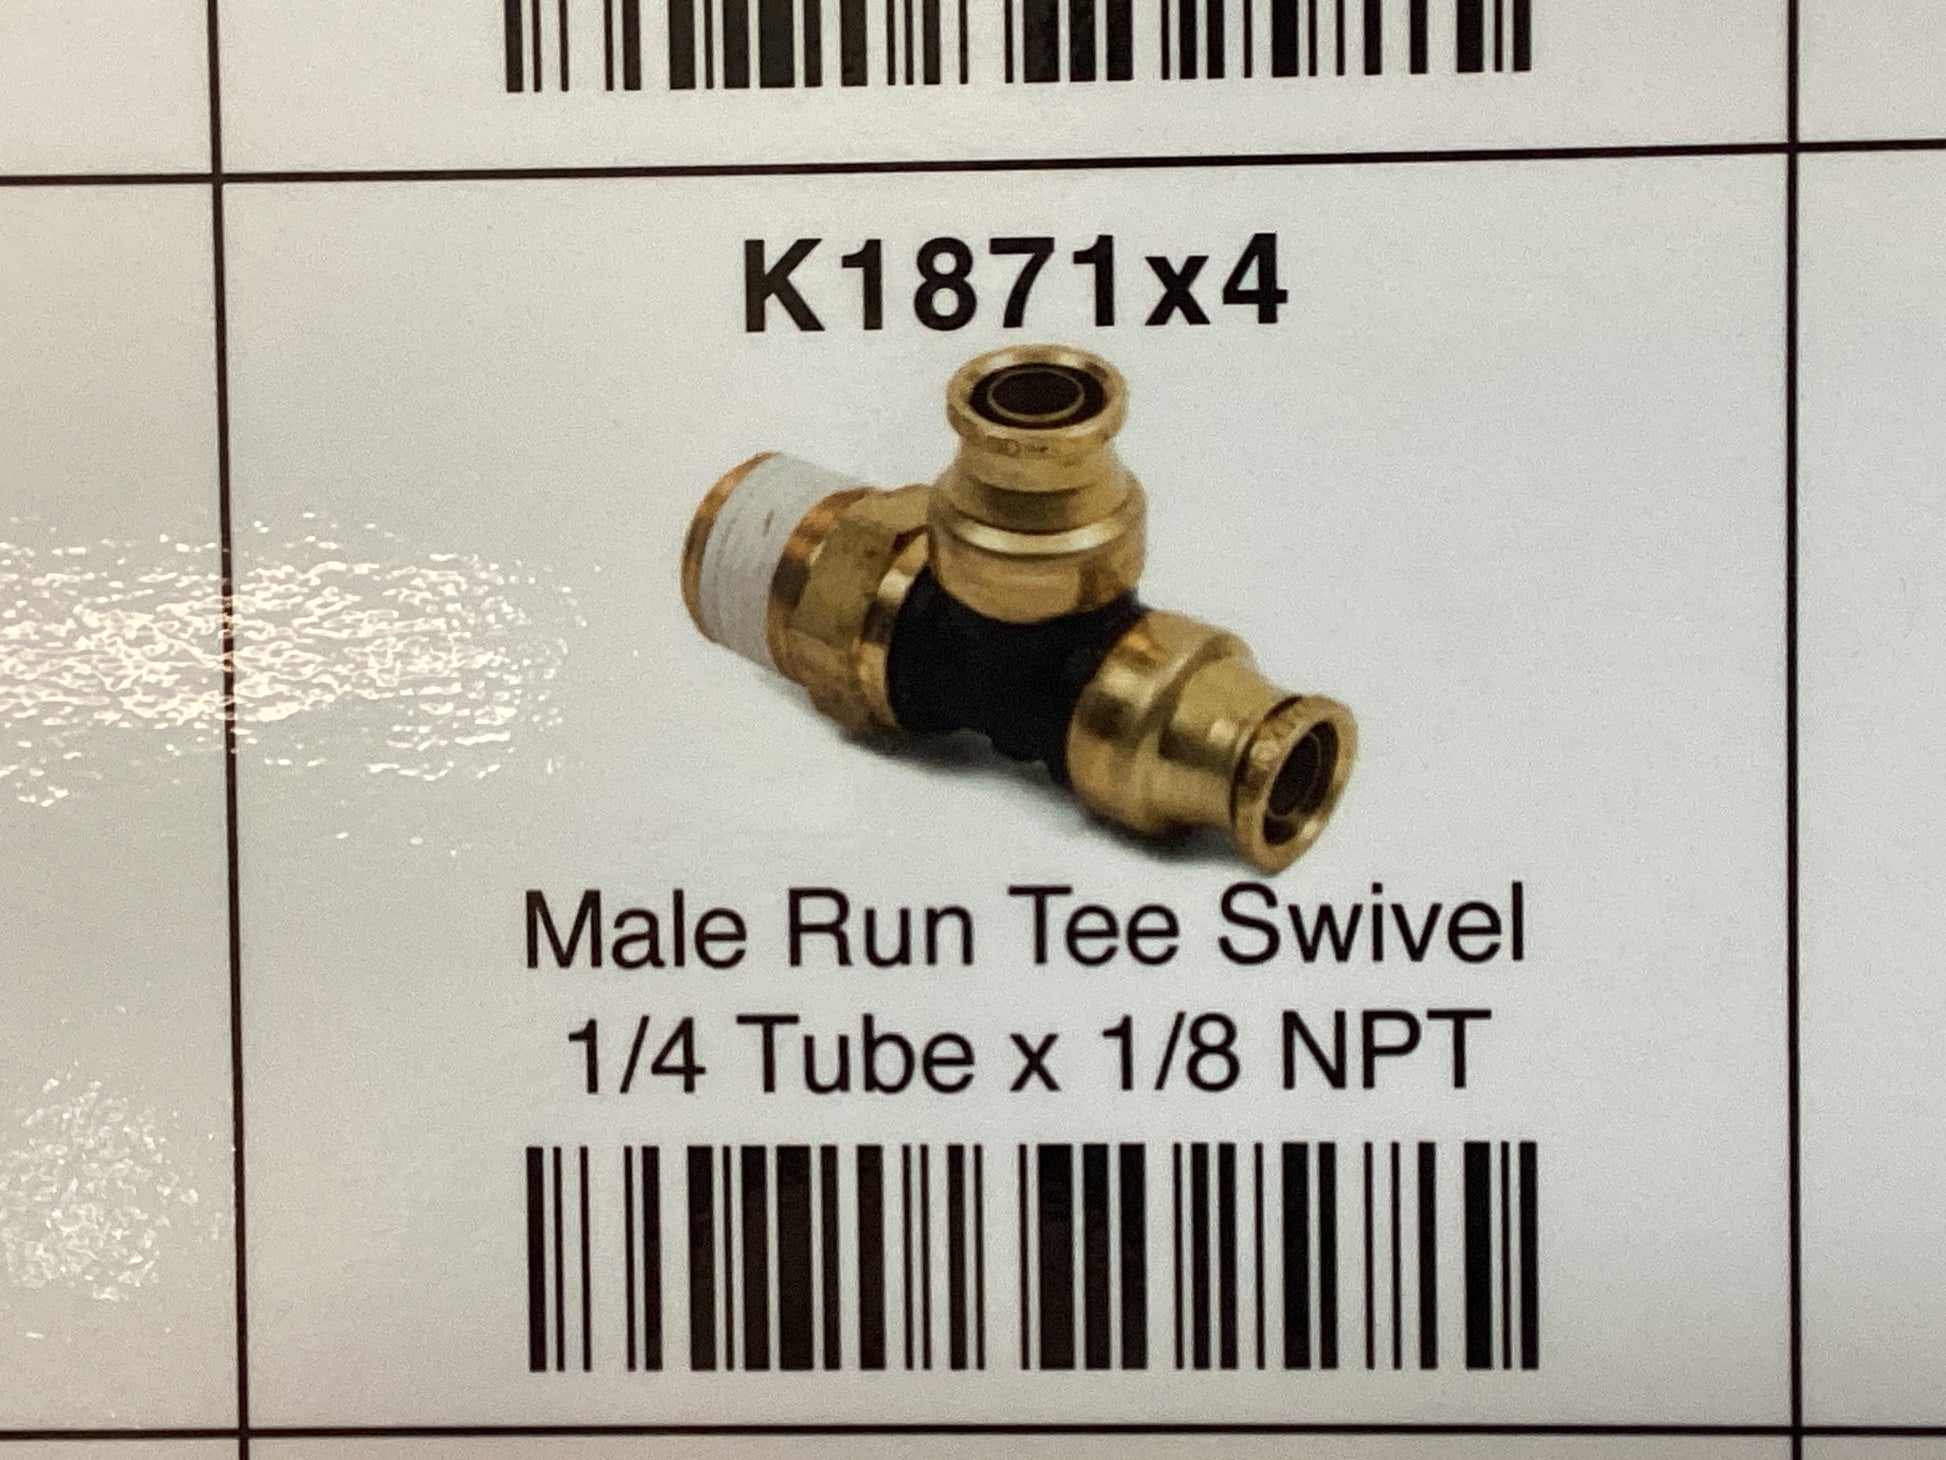 K1871x4
Male Run Tee Swivel
1/4 Tube x 1/8 NPT